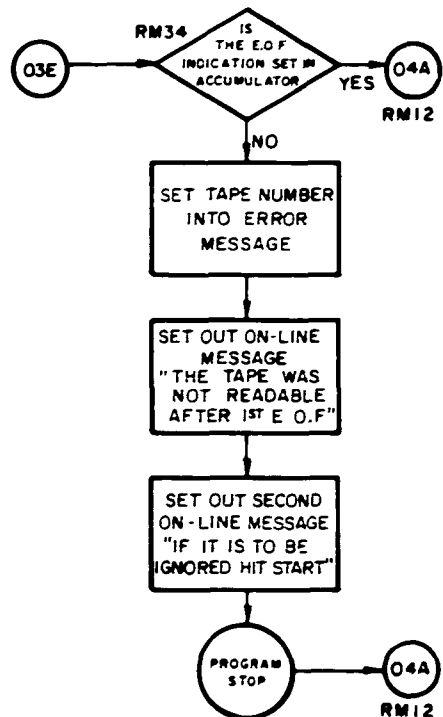 RM34
IS
THE E.O.F
INDICATION SET IN
ACCUMULATOR
03E
YES
04A
RM12
NO
SET TAPE NUMBER
INTO ERROR
MESSAGE
SET OUT ON-LINE
MESSAGE
"THE TAPE WAS
NOT READABLE
AFTER 1ST E O.F"
SET OUT SECOND
ON-LINE MESSAGE
"IF IT IS TO BE
IGNORED HIT START"
PROGRAM
STOP
04A
RM12